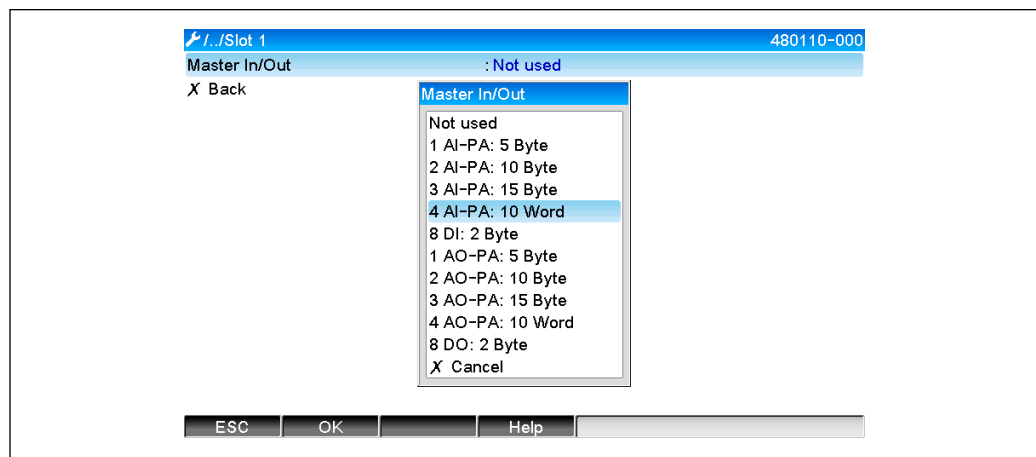 /../Slot 1 480110-000
Master In/Out : Not used
X Back
Master In/Out
Not used
1 AI-PA: 5 Byte
2 AI-PA: 10 Byte
3 AI-PA: 15 Byte
4 AI-PA: 10 Word
8 DI: 2 Byte
1 AO-PA: 5 Byte
2 AO-PA: 10 Byte
3 AO-PA: 15 Byte
4 AO-PA: 10 Word
8 DO: 2 Byte
X Cancel
ESC OK Help